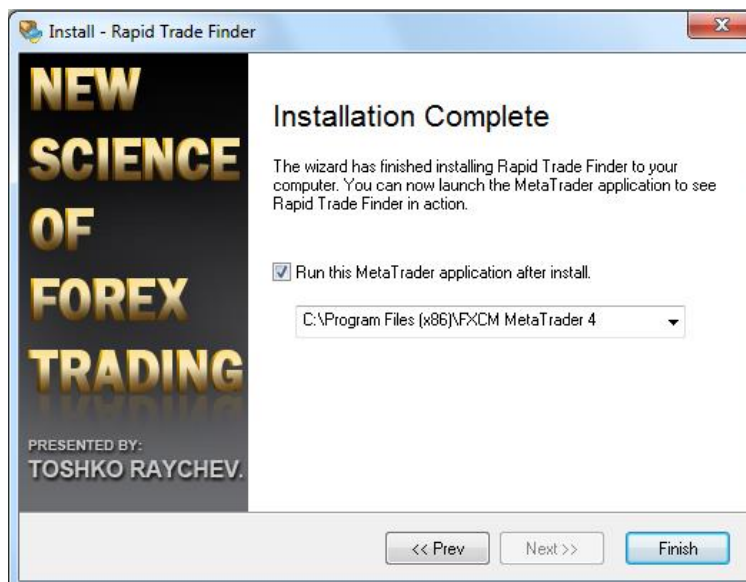 Install - Rapid Trade Finder
NEW
SCIENCE
OF
FOREX
TRADING
PRESENTED BY:
TOSHKO RAYCHEV.
Installation Complete
The wizard has finished installing Rapid Trade Finder to your
computer. You can now launch the MetaTrader application to see
Rapid Trade Finder in action.
Run this MetaTrader application after install.
C:\Program Files (x86)\FXCM MetaTrader 4
<< Prev
Next >>
Finish